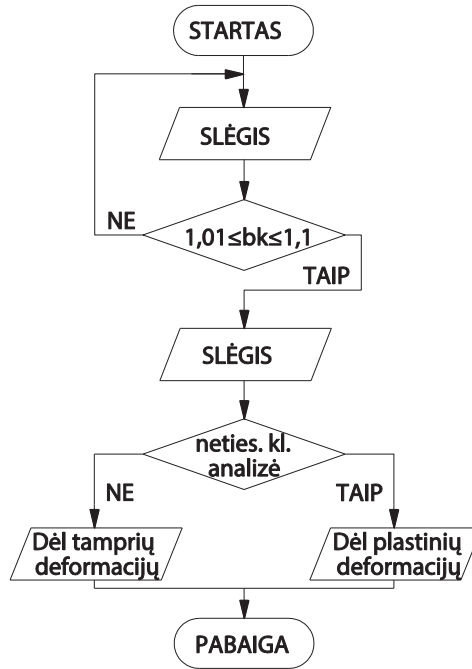 STARTAS
SLĖGIS
NE
1,01≤bk≤1,1
TAIP
SLĖGIS
neties. kl.
analizė
NE
TAIP
Dėl tamprių
deformacijų
Dėl plastinių
deformacijų
PABAIGA